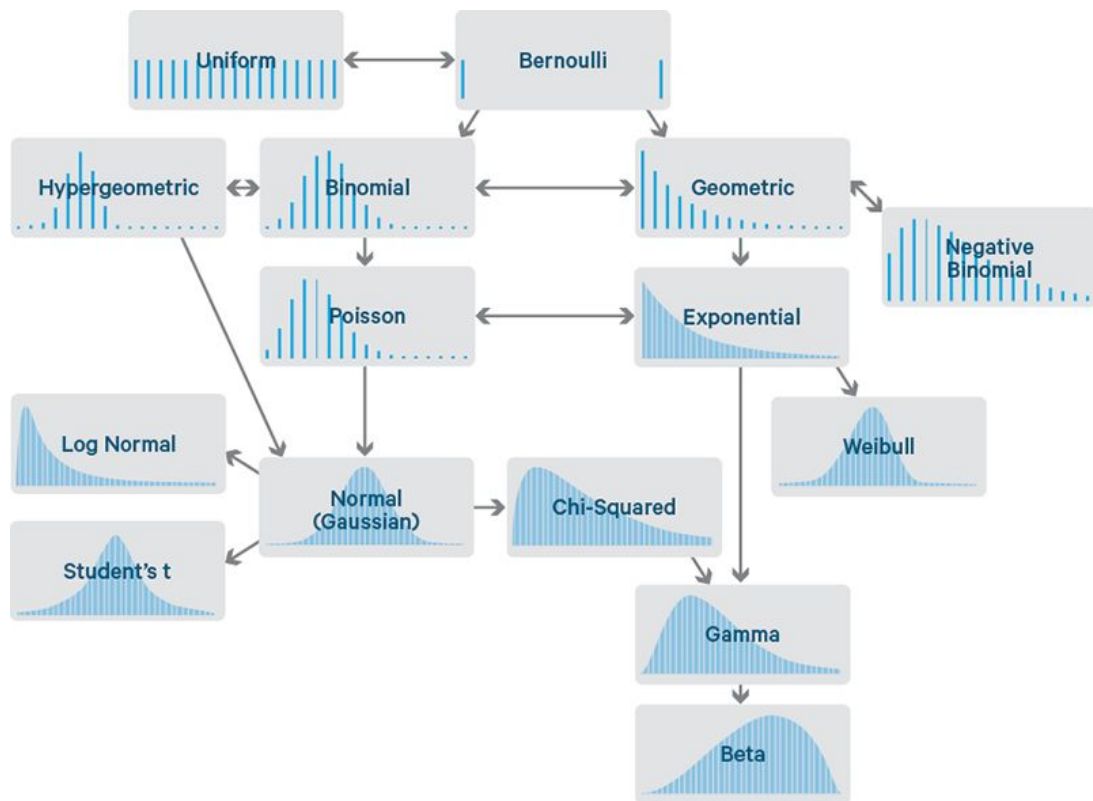 Uniform
Bernoulli
Hypergeometric
Binomial
Geometric
Negative
Binomial
Poisson
Exponential
Log Normal
Weibull
Normal
(Gaussian)
Chi-Squared
Student's t
Gamma
Beta